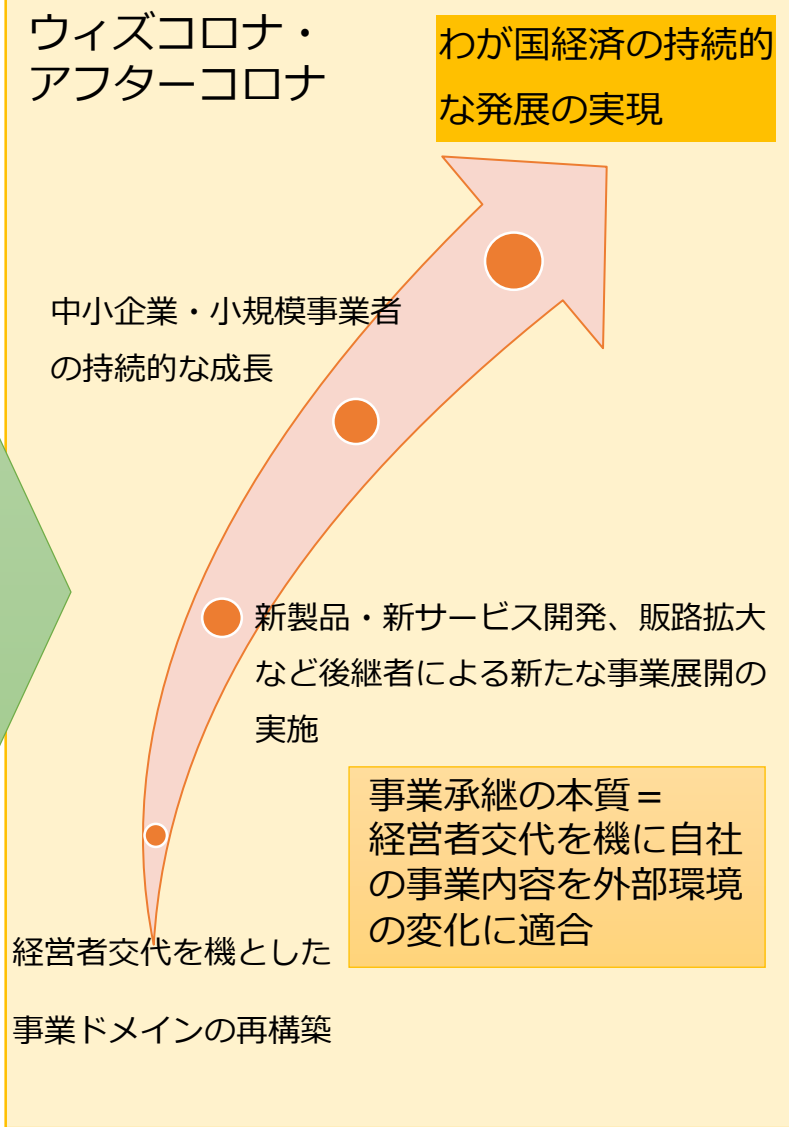 ウィズコロナ・
アフターコロナ
わが国経済の持続的
な発展の実現
中小企業・小規模事業者
の持続的な成長
新製品・新サービス開発、販路拡大
など後継者による新たな事業展開の
実施
事業承継の本質＝
経営者交代を機に自社
の事業内容を外部環境
の変化に適合
経営者交代を機とした
事業ドメインの再構築